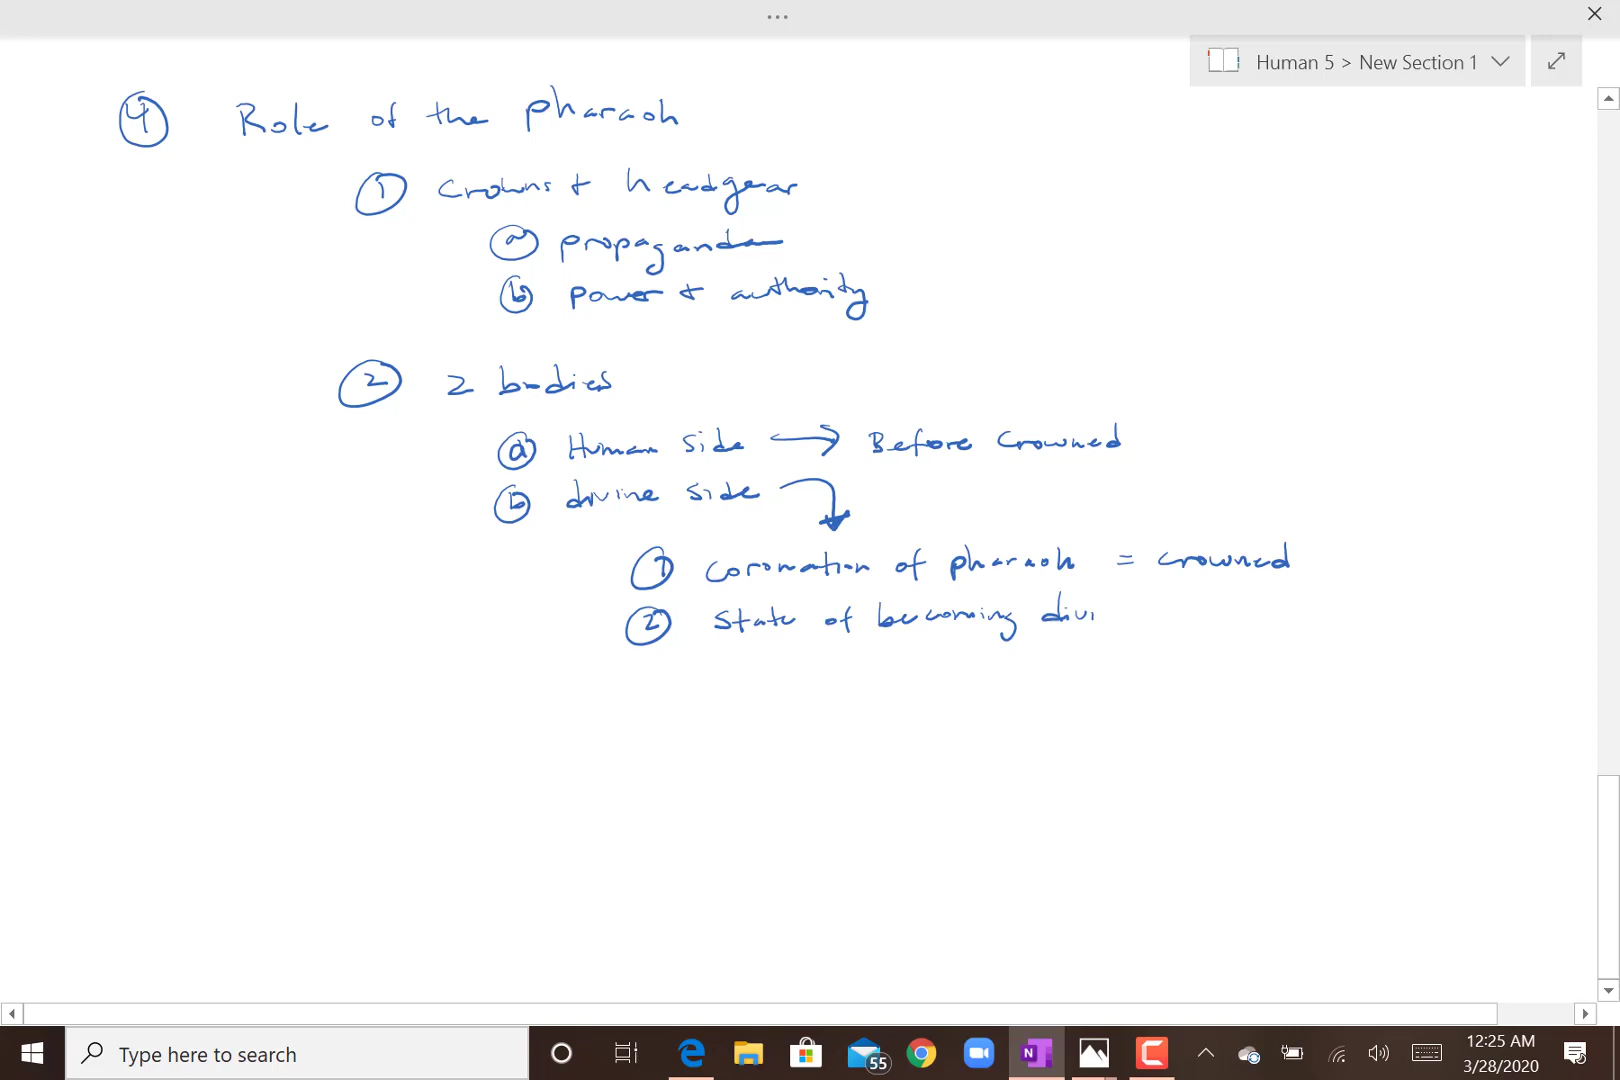 Human 5 > New Section 1
4 Role of the pharaoh
1 Crowns + headgear
a propaganda
b power + authority
2 2 bodies
a Human Side → Before Crowned
b divine side
1 coronation of pharaoh = crowned
2 State of becoming divi
Type here to search
55
N
12:25 AM
3/28/2020